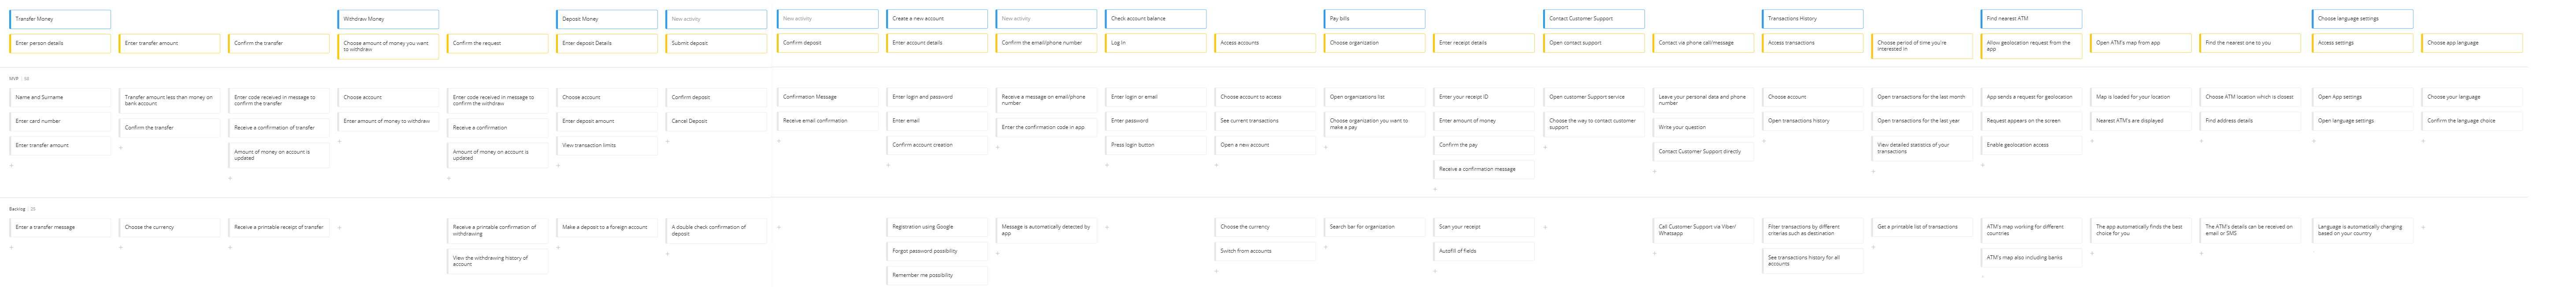 Transfer Money
Withdraw Money
Deposit Money
New activity
New activity
Create a new account
New activity
Check account balance
Pay bills
Contact Customer Support
Transactions History
Find nearest ATM
Choose language settings
Enter person details
Enter transfer amount
Confirm the transfer
Choose amount of money you want
to withdraw
Confirm the request
Enter deposit Details
Submit deposit
Confirm deposit
Enter account details
Confirm the email/phone number
Log In
Access accounts
Choose organization
Enter receipt details
Open contact support
Contact via phone call/message
Access transactions
Choose period of time you're
interested in
Allow geolocation request from the
app
Open ATM's map from app
Find the nearest one to you
Access settings
Choose app language
MVP
Name and Surname
Enter card number
Enter transfer amount
Transfer amount less than money on
bank account
Confirm the transfer
Enter code received in message to
confirm the transfer
Receive a confirmation of transfer
Amount of money on account is
updated
Choose account
Enter amount of money to withdraw
Enter code received in message to
confirm the withdraw
Receive a confirmation
Amount of money on account is
updated
Choose account
Enter deposit amount
View transaction limits
Confirm deposit
Cancel Deposit
Confirmation Message
Receive email confirmation
Enter login and password
Enter email
Confirm account creation
Receive a message on email/phone
number
Enter the confirmation code in app
Enter login or email
Enter password
Press login button
Choose account to access
See current transactions
Open a new account
Open organizations list
Choose organization you want to
make a pay
Enter your receipt ID
Enter amount of money
Confirm the pay
Receive a confirmation message
Open customer Support service
Choose the way to contact customer
support
Leave your personal data and phone
number
Write your question
Contact Customer Support directly
Choose account
Open transactions history
Open transactions for the last month
Open transactions for the last year
View detailed statistics of your
transactions
App sends a request for geolocation
Request appears on the screen
Enable geolocation access
Map is loaded for your location
Nearest ATM's are displayed
Choose ATM location which is closest
Find address details
Open App settings
Open language settings
Choose your language
Confirm the language choice
Backlog
Enter a transfer message
Choose the currency
Receive a printable receipt of transfer
Receive a printable confirmation of
withdrawing
View the withdrawing history of
account
Make a deposit to a foreign account
A double check confirmation of
deposit
Registration using Google
Forgot password possibility
Remember me possibility
Message is automatically detected by
app
Choose the currency
Switch from accounts
Search bar for organization
Scan your receipt
Autofill of fields
Call Customer Support via Viber/
Whatsapp
Filter transactions by different
criterias such as destination
See transactions history for all
accounts
Get a printable list of transactions
ATM's map working for different
countries
ATM's map also including banks
The app automatically finds the best
choice for you
The ATM's details can be received on
email or SMS
Language is automatically changing
based on your country